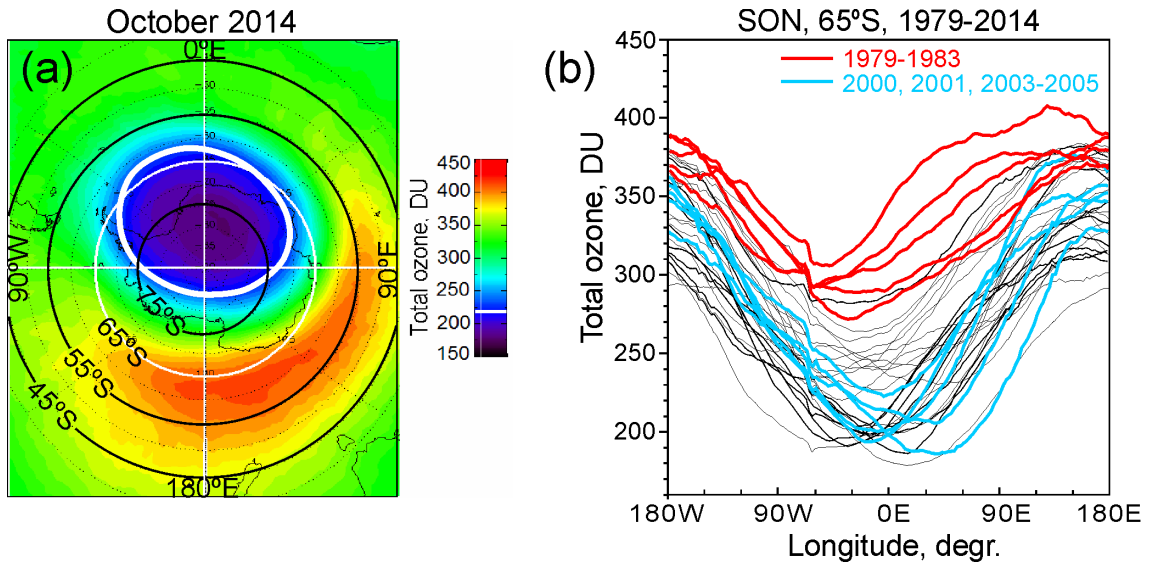 October 2014
(a)
0ºE
90ºW
90ºE
75ºS
65ºS
55ºS
45ºS
180ºE
Total ozone, DU
450
400
350
300
250
200
150
SON, 65ºS, 1979-2014
(b)
1979-1983
2000, 2001, 2003-2005
Total ozone, DU
450
400
350
300
250
200
180W
90W
0E
90E
180E
Longitude, degr.